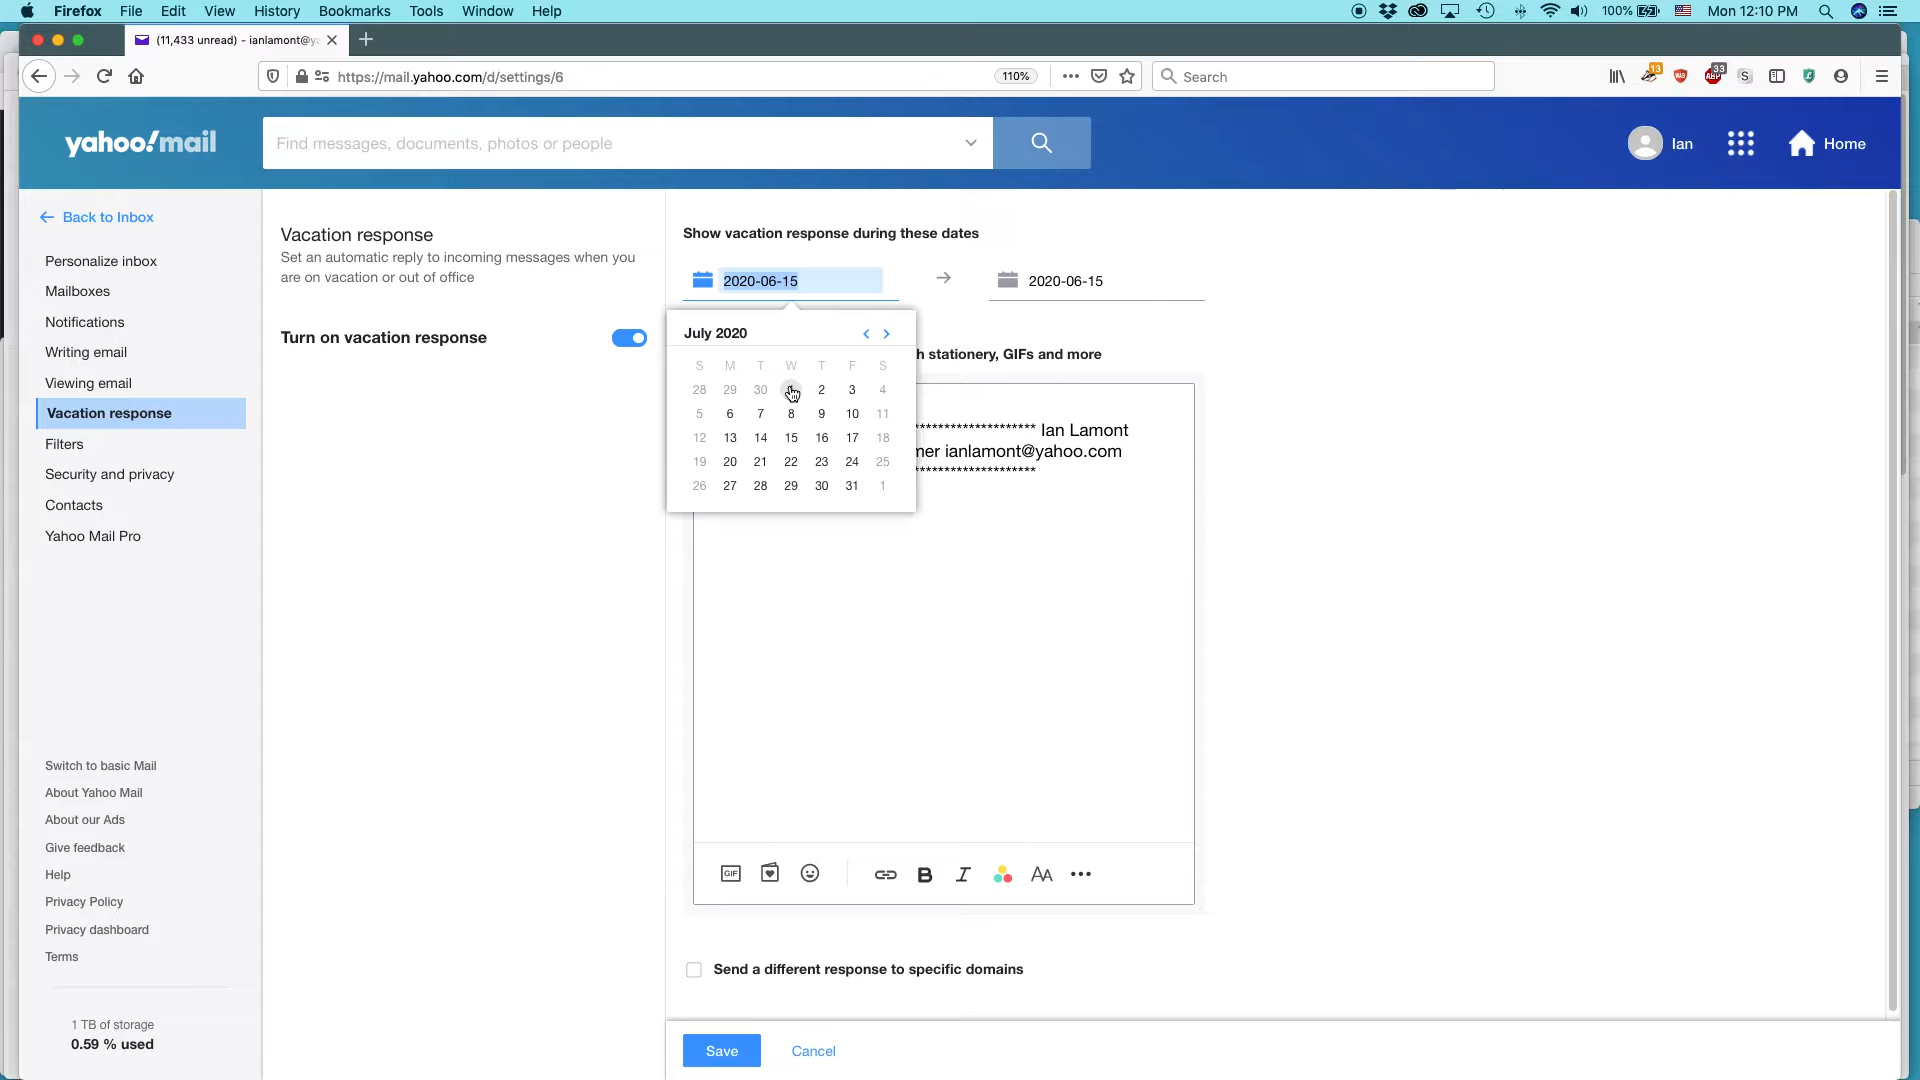 Firefox File Edit View History Bookmarks Tools Window Help 100% Mon 12:10 PM
(11,433 unread) - ianlamont@ya
https://mail.yahoo.com/d/settings/6 110% Search 13 33 ABP S
yahoo!mail Find messages, documents, photos or people Ian Home
Back to Inbox
Personalize inbox
Mailboxes
Notifications
Writing email
Viewing email
Vacation response
Filters
Security and privacy
Contacts
Yahoo Mail Pro
Switch to basic Mail
About Yahoo Mail
About our Ads
Give feedback
Help
Privacy Policy
Privacy dashboard
Terms
1 TB of storage
0.59 % used
Vacation response
Set an automatic reply to incoming messages when you
are on vacation or out of office
Turn on vacation response
Show vacation response during these dates
2020-06-15 → 2020-06-15
July 2020
S M T W T F S
28 29 30 2 3 4
5 6 7 8 9 10 11
12 13 14 15 16 17 18
19 20 21 22 23 24 25
26 27 28 29 30 31 1
stationery, GIFs and more
******************** Ian Lamont
ianlamont@yahoo.com
********************
GIF B I AA
Send a different response to specific domains
Save Cancel